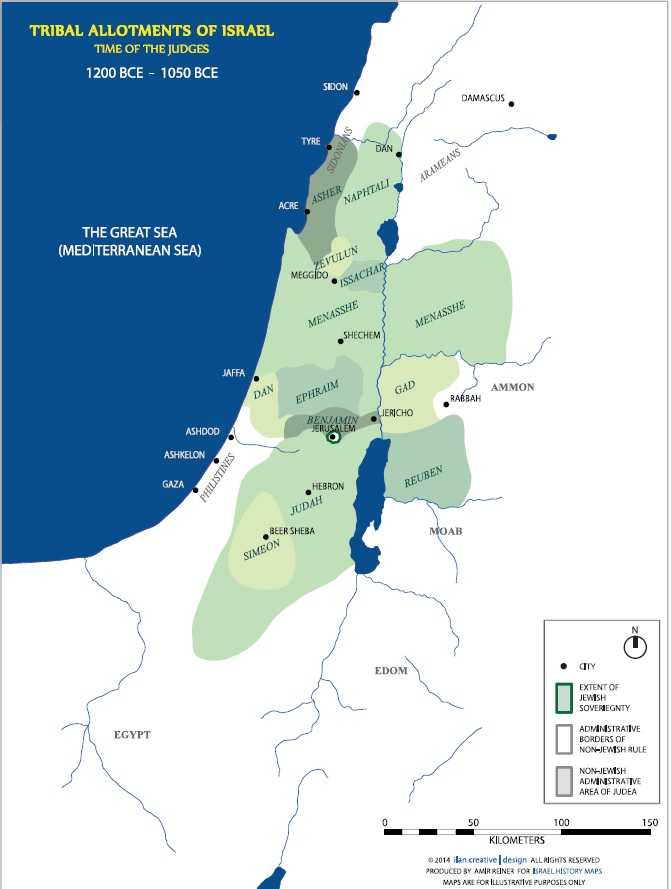 TRIBAL ALLOTMENTS OF ISRAEL
TIME OF THE JUDGES
1200 BCE - 1050 BCE
SIDON
DAMASCUS
TYRE
SIDONIANS
DAN
ARAMEANS
ASHER
NAPHTALI
ACRE
THE GREAT SEA
(MEDITERRANEAN SEA)
ZEVULUN
MEGGIDO
ISSACHAR
MENASSHE
MENASSHE
SHECHEM
JAFFA
DAN
EPHRAIM
GAD
AMMON
RABBAH
JERICHO
BENJAMIN
JERUSALEM
ASHDOD
ASHKELON
PHILISTINES
GAZA
REUBEN
HEBRON
JUDAH
BEER SHEBA
SIMEON
MOAB
EDOM
EGYPT
N
CITY
EXTENT OF
JEWISH
SOVERIEGNTY
ADMINISTRATIVE
BORDERS OF
NON-JEWISH RULE
NON-JEWISH
ADMINISTRATIVE
AREA OF JUDEA
0 50 100 150
KILOMETERS
© 2014 ilan.creative | design ALL RIGHTS RESERVED
PRODUCED BY AMIR REINER FOR ISRAEL HISTORY MAPS
MAPS ARE FOR ILLUSTRATIVE PURPOSES ONLY